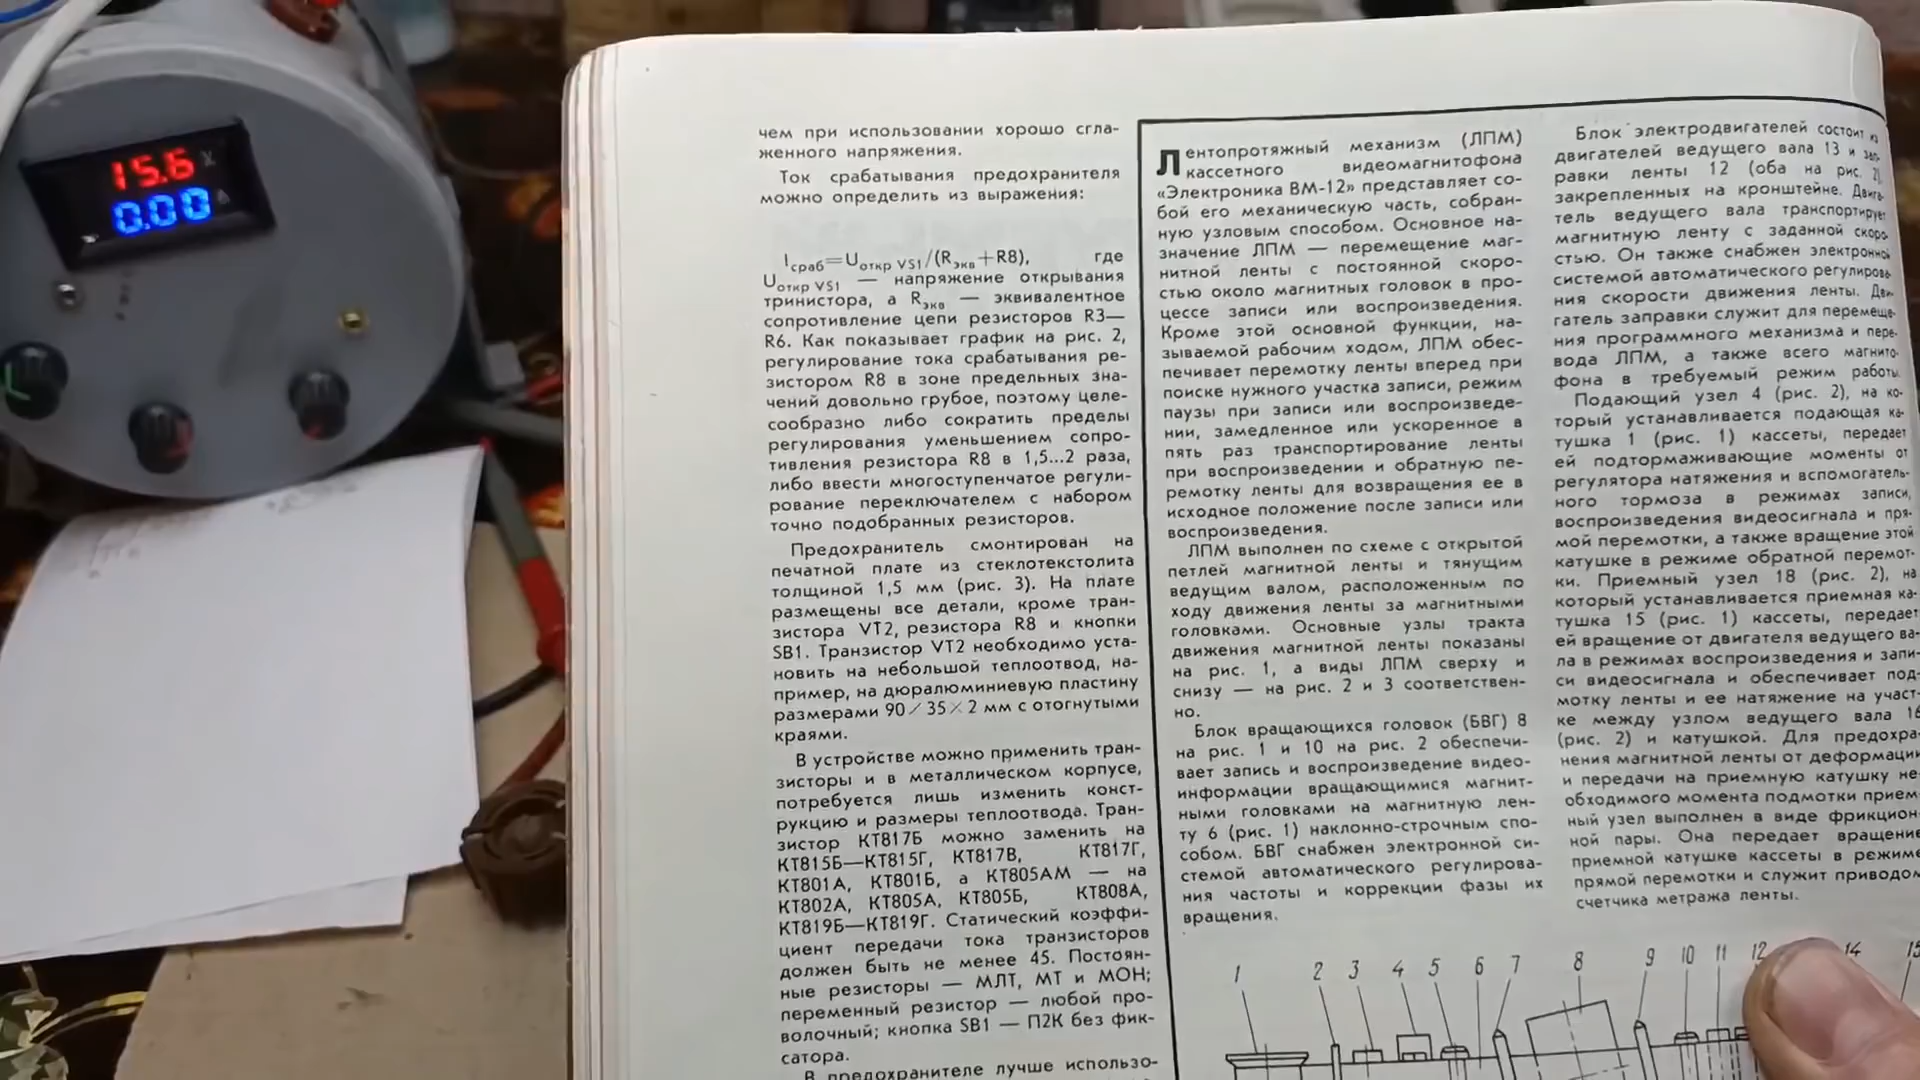 15.6 V
0.00 A
чем при использовании хорошо сгла-
женного напряжения.
Ток срабатывания предохранителя
можно определить из выражения:
Iсраб=Uоткр VS1/(Rэкв+R8), где
Uоткр VS1 — напряжение открывания
тринистора, а Rэкв — эквивалентное
сопротивление цепи резисторов R3—
R6. Как показывает график на рис. 2,
регулирование тока срабатывания ре-
зистором R8 в зоне предельных зна-
чений довольно грубое, поэтому целе-
сообразно либо сократить пределы
регулирования уменьшением сопро-
тивления резистора R8 в 1,5...2 раза,
либо ввести многоступенчатое регули-
рование переключателем с набором
точно подобранных резисторов.
Предохранитель смонтирован на
печатной плате из стеклотекстолита
толщиной 1,5 мм (рис. 3). На плате
размещены все детали, кроме тран-
зистора VT2, резистора R8 и кнопки
SB1. Транзистор VT2 необходимо уста-
новить на небольшой теплоотвод, на-
пример, на дюралюминиевую пластину
размерами 90×35×2 мм с отогнутыми
краями.
В устройстве можно применить тран-
зисторы и в металлическом корпусе,
потребуется лишь изменить конст-
рукцию и размеры теплоотвода. Тран-
зистор КТ817Б можно заменить на
КТ815Б—КТ815Г, КТ817В, КТ817Г,
КТ801А, КТ801Б, а КТ805АМ — на
КТ802А, КТ805А, КТ805Б, КТ808А,
КТ819Б—КТ819Г. Статический коэффи-
циент передачи тока транзисторов
должен быть не менее 45. Постоян-
ные резисторы — МЛТ, МТ и МОН;
переменный резистор — любой про-
волочный; кнопка SB1 — П2К без фик-
сатора.
В предохранителе лучше использо-
Лентопротяжный механизм (ЛПМ)
кассетного видеомагнитофона
«Электроника ВМ-12» представляет со-
бой его механическую часть, собран-
ную узловым способом. Основное на-
значение ЛПМ — перемещение маг-
нитной ленты с постоянной скоро-
стью около магнитных головок в про-
цессе записи или воспроизведения.
Кроме этой основной функции, на-
зываемой рабочим ходом, ЛПМ обес-
печивает перемотку ленты вперед при
поиске нужного участка записи, режим
паузы при записи или воспроизведе-
нии, замедленное или ускоренное в
пять раз транспортирование ленты
при воспроизведении и обратную пе-
ремотку ленты для возвращения ее в
исходное положение после записи или
воспроизведения.
ЛПМ выполнен по схеме с открытой
петлей магнитной ленты и тянущим
ведущим валом, расположенным по
ходу движения ленты за магнитными
головками. Основные узлы тракта
движения магнитной ленты показаны
на рис. 1, а виды ЛПМ сверху и
снизу — на рис. 2 и 3 соответствен-
но.
Блок вращающихся головок (БВГ) 8
на рис. 1 и 10 на рис. 2 обеспечи-
вает запись и воспроизведение видео-
информации вращающимися магнит-
ными головками на магнитную лен-
ту 6 (рис. 1) наклонно-строчным спо-
собом. БВГ снабжен электронной си-
стемой автоматического регулирова-
ния частоты и коррекции фазы их
вращения.
Блок электродвигателей состоит из
двигателей ведущего вала 13 и зап-
равки ленты 12 (оба на рис. 2),
закрепленных на кронштейне. Двига-
тель ведущего вала транспортирует
магнитную ленту с заданной скоро-
стью. Он также снабжен электронной
системой автоматического регулирова-
ния скорости движения ленты. Дви-
гатель заправки служит для перемеще-
ния программного механизма и пере-
вода ЛПМ, а также всего магнито-
фона в требуемый режим работы.
Подающий узел 4 (рис. 2), на ко-
торый устанавливается подающая ка-
тушка 1 (рис. 1) кассеты, передает
ей подтормаживающие моменты от
регулятора натяжения и вспомогатель-
ного тормоза в режимах записи,
воспроизведения видеосигнала и пря-
мой перемотки, а также вращение этой
катушке в режиме обратной перемот-
ки. Приемный узел 18 (рис. 2), на
который устанавливается приемная ка-
тушка 15 (рис. 1) кассеты, передает
ей вращение от двигателя ведущего ва-
ла в режимах воспроизведения и запи-
си видеосигнала и обеспечивает под-
мотку ленты и ее натяжение на участ-
ке между узлом ведущего вала 16
(рис. 2) и катушкой. Для предохра-
нения магнитной ленты от деформации
и передачи на приемную катушку не-
обходимого момента подмотки прием-
ный узел выполнен в виде фрикцион-
ной пары. Она передает вращение
приемной катушке кассеты в режиме
прямой перемотки и служит приводом
счетчика метража ленты.
1 2 3 4 5 6 7 8 9 10 11 12 14 15